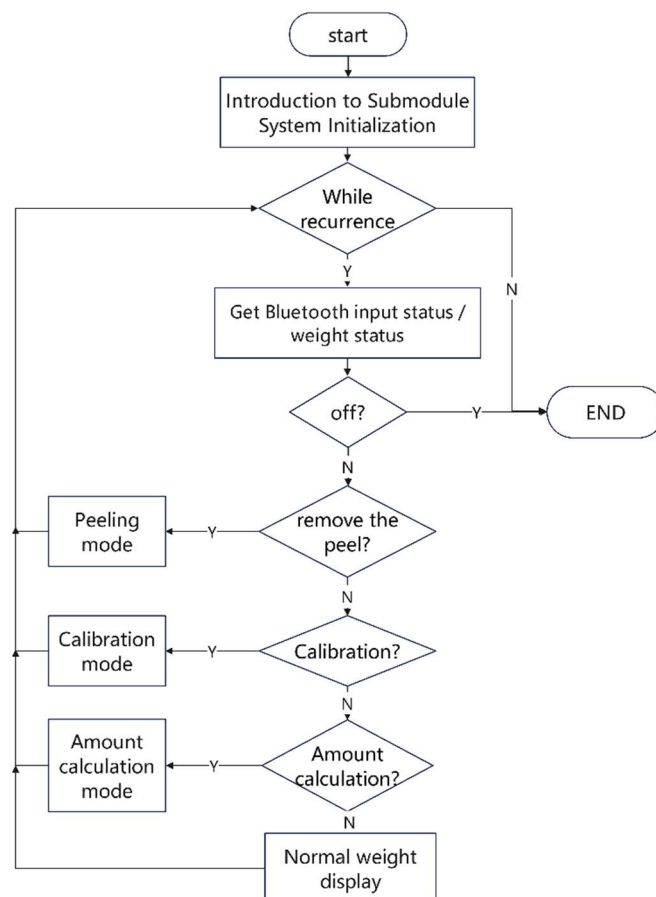 start
Introduction to Submodule
System Initialization
While
recurrence
Y
N
Get Bluetooth input status /
weight status
off?
Y
END
N
Peeling
mode
Y
remove the
peel?
N
Calibration
mode
Y
Calibration?
N
Amount
calculation
mode
Y
Amount
calculation?
N
Normal weight
display